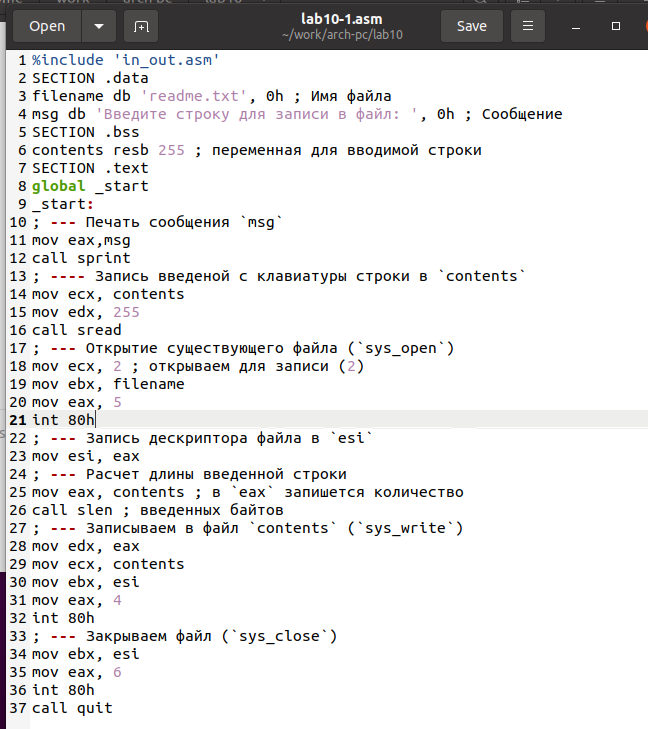 Open
lab10-1.asm
~/work/arch-pc/lab10
Save
1 %include 'in_out.asm'
2 SECTION .data
3 filename db 'readme.txt', 0h ; Имя файла
4 msg db 'Введите строку для записи в файл: ', 0h ; Сообщение
5 SECTION .bss
6 contents resb 255 ; переменная для вводимой строки
7 SECTION .text
8 global _start
9 _start:
10 ; --- Печать сообщения `msg`
11 mov eax,msg
12 call sprint
13 ; ---- Запись введеной с клавиатуры строки в `contents`
14 mov ecx, contents
15 mov edx, 255
16 call sread
17 ; --- Открытие существующего файла (`sys_open`)
18 mov ecx, 2 ; открываем для записи (2)
19 mov ebx, filename
20 mov eax, 5
21 int 80h
22 ; --- Запись дескриптора файла в `esi`
23 mov esi, eax
24 ; --- Расчет длины введенной строки
25 mov eax, contents ; в `eax` запишется количество
26 call slen ; введенных байтов
27 ; --- Записываем в файл `contents` (`sys_write`)
28 mov edx, eax
29 mov ecx, contents
30 mov ebx, esi
31 mov eax, 4
32 int 80h
33 ; --- Закрываем файл (`sys_close`)
34 mov ebx, esi
35 mov eax, 6
36 int 80h
37 call quit